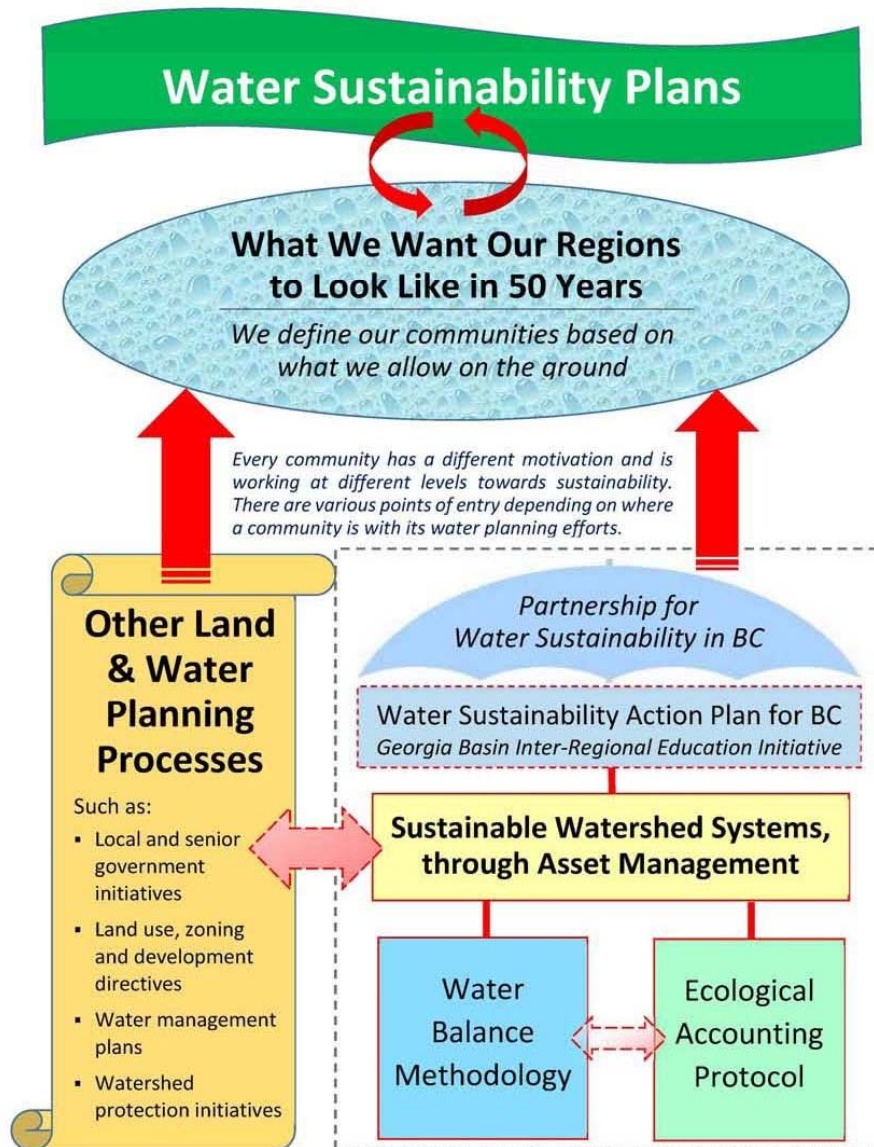 Water Sustainability Plans
What We Want Our Regions
to Look Like in 50 Years
We define our communities based on
what we allow on the ground
Every community has a different motivation and is
working at different levels towards sustainability.
There are various points of entry depending on where
a community is with its water planning efforts.
Other Land
& Water
Planning
Processes
Such as:
▪ Local and senior
government
initiatives
▪ Land use, zoning
and development
directives
▪ Water management
plans
▪ Watershed
protection initiatives
Partnership for
Water Sustainability in BC
Water Sustainability Action Plan for BC
Georgia Basin Inter-Regional Education Initiative
Sustainable Watershed Systems,
through Asset Management
Water
Balance
Methodology
Ecological
Accounting
Protocol